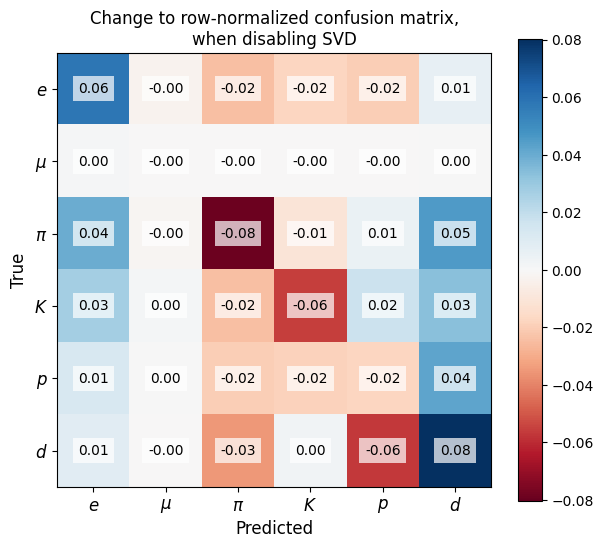 Change to row-normalized confusion matrix,
when disabling SVD
e 0.06 -0.00 -0.02 -0.02 -0.02 0.01
μ 0.00 -0.00 -0.00 -0.00 -0.00 0.00
π 0.04 -0.00 -0.08 -0.01 0.01 0.05
K 0.03 0.00 -0.02 -0.06 0.02 0.03
p 0.01 0.00 -0.02 -0.02 -0.02 0.04
d 0.01 -0.00 -0.03 0.00 -0.06 0.08
e μ π K p d
Predicted
True
0.08
0.06
0.04
0.02
0.00
−0.02
−0.04
−0.06
−0.08